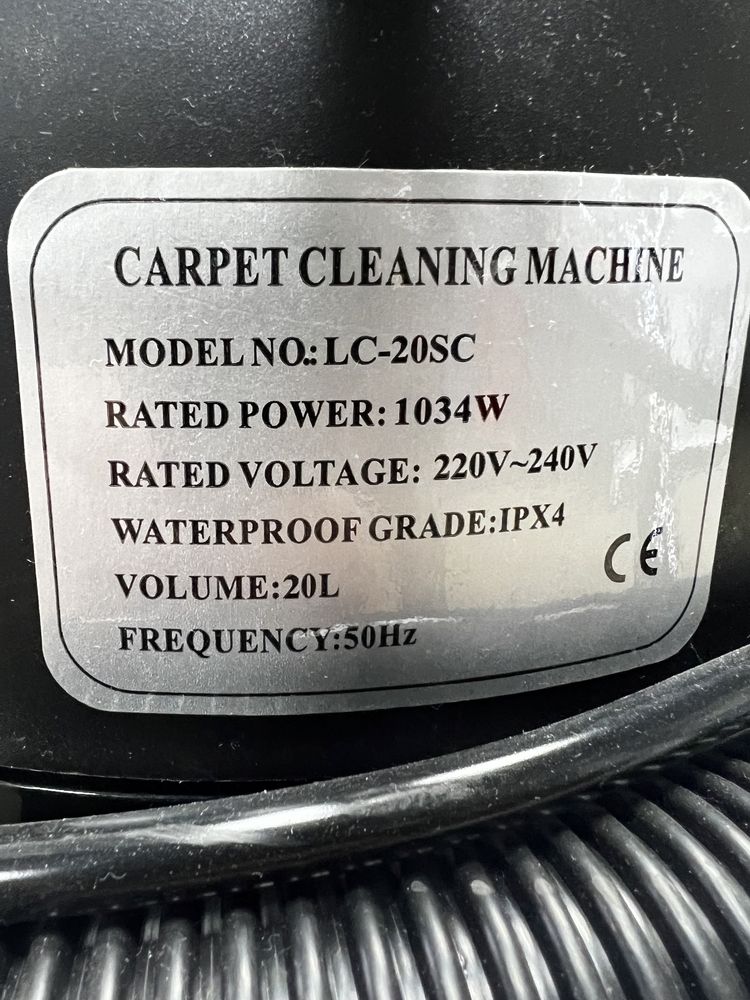 CARPET CLEANING MACHINE
MODEL NO.: LC-20SC
RATED POWER: 1034W
RATED VOLTAGE: 220V~240V
WATERPROOF GRADE:IPX4
CE
VOLUME:20L
FREQUENCY:50Hz